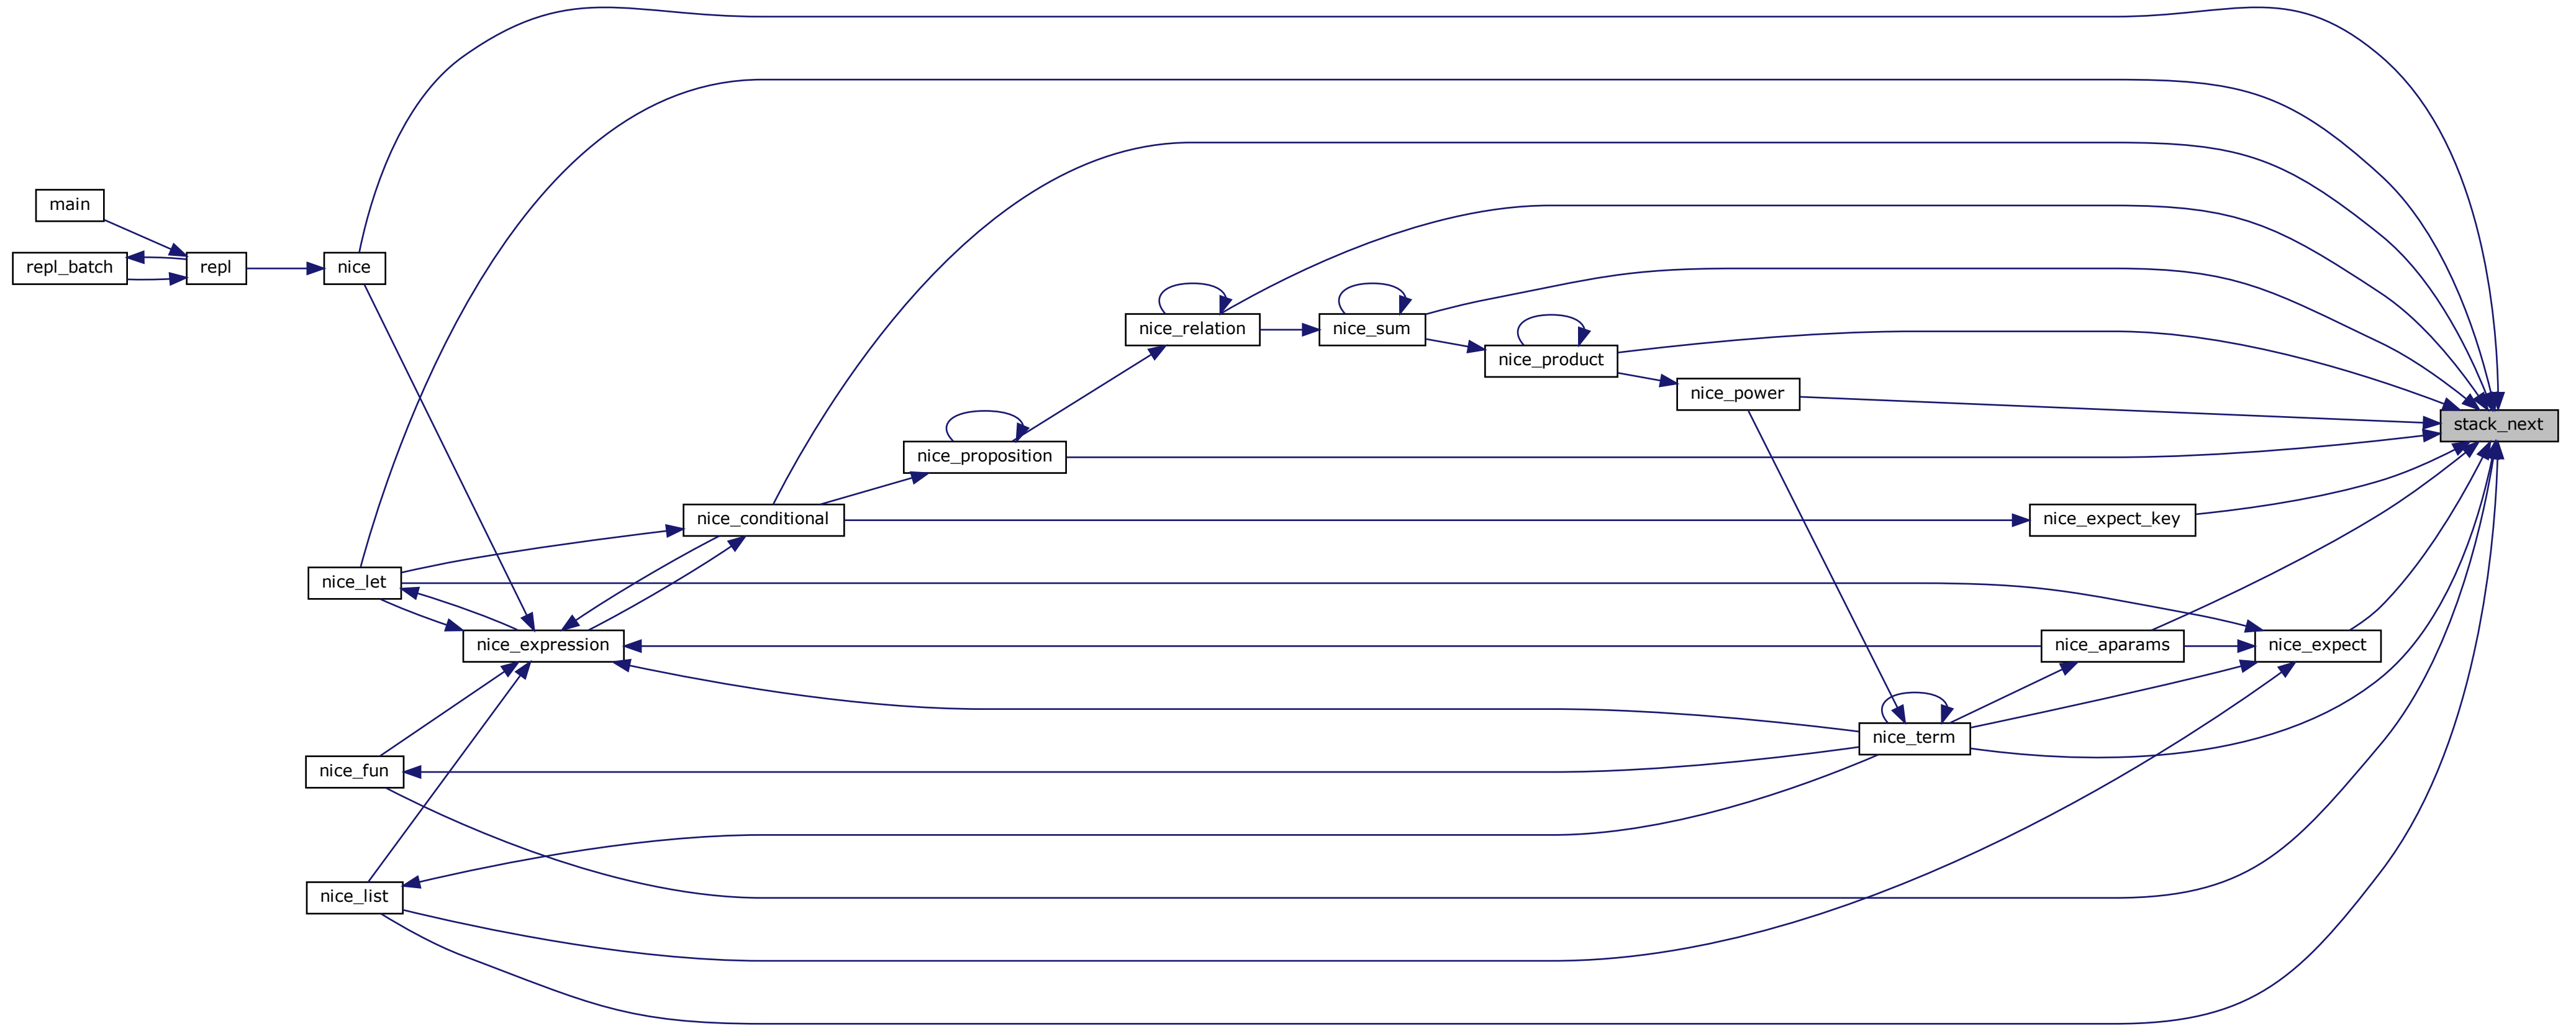 main
repl_batch
repl
nice
nice_relation
nice_sum
nice_product
nice_power
stack_next
nice_proposition
nice_conditional
nice_expect_key
nice_let
nice_expression
nice_aparams
nice_expect
nice_term
nice_fun
nice_list